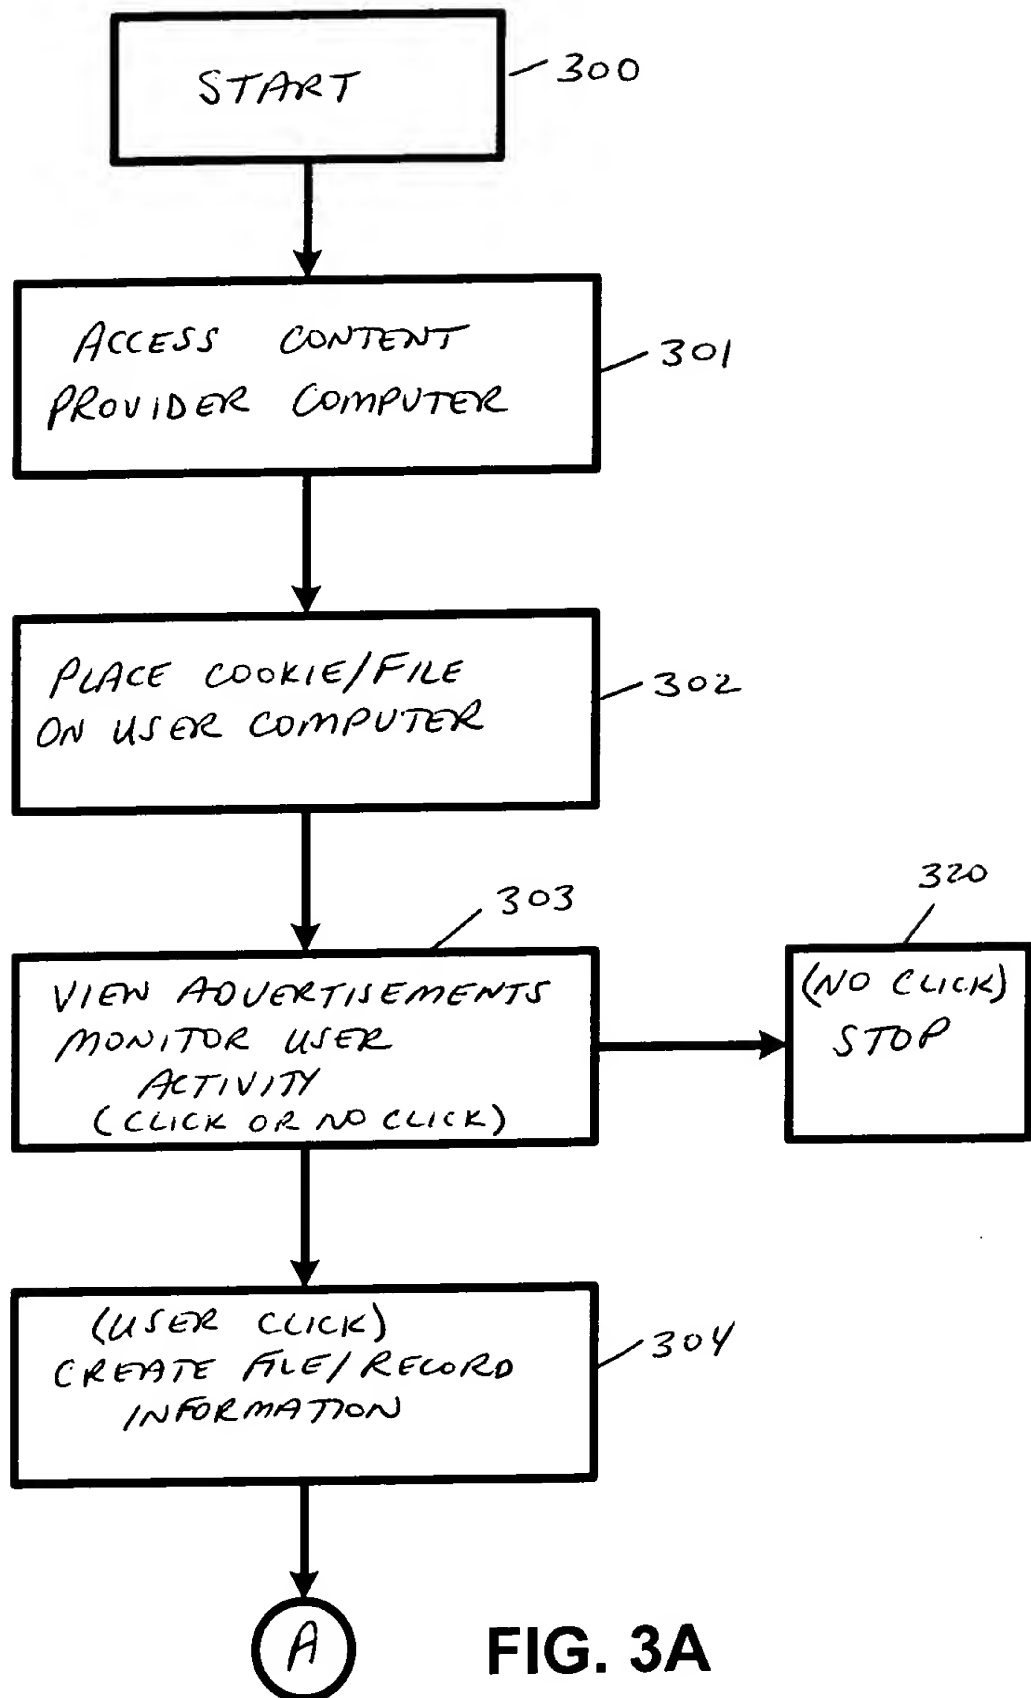 START
300
ACCESS CONTENT
PROVIDER COMPUTER
301
PLACE COOKIE/FILE
ON USER COMPUTER
302
303
VIEW ADVERTISEMENTS
MONITOR USER
ACTIVITY
(CLICK OR NO CLICK)
320
(NO CLICK)
STOP
(USER CLICK)
CREATE FILE/RECORD
INFORMATION
304
A
FIG. 3A